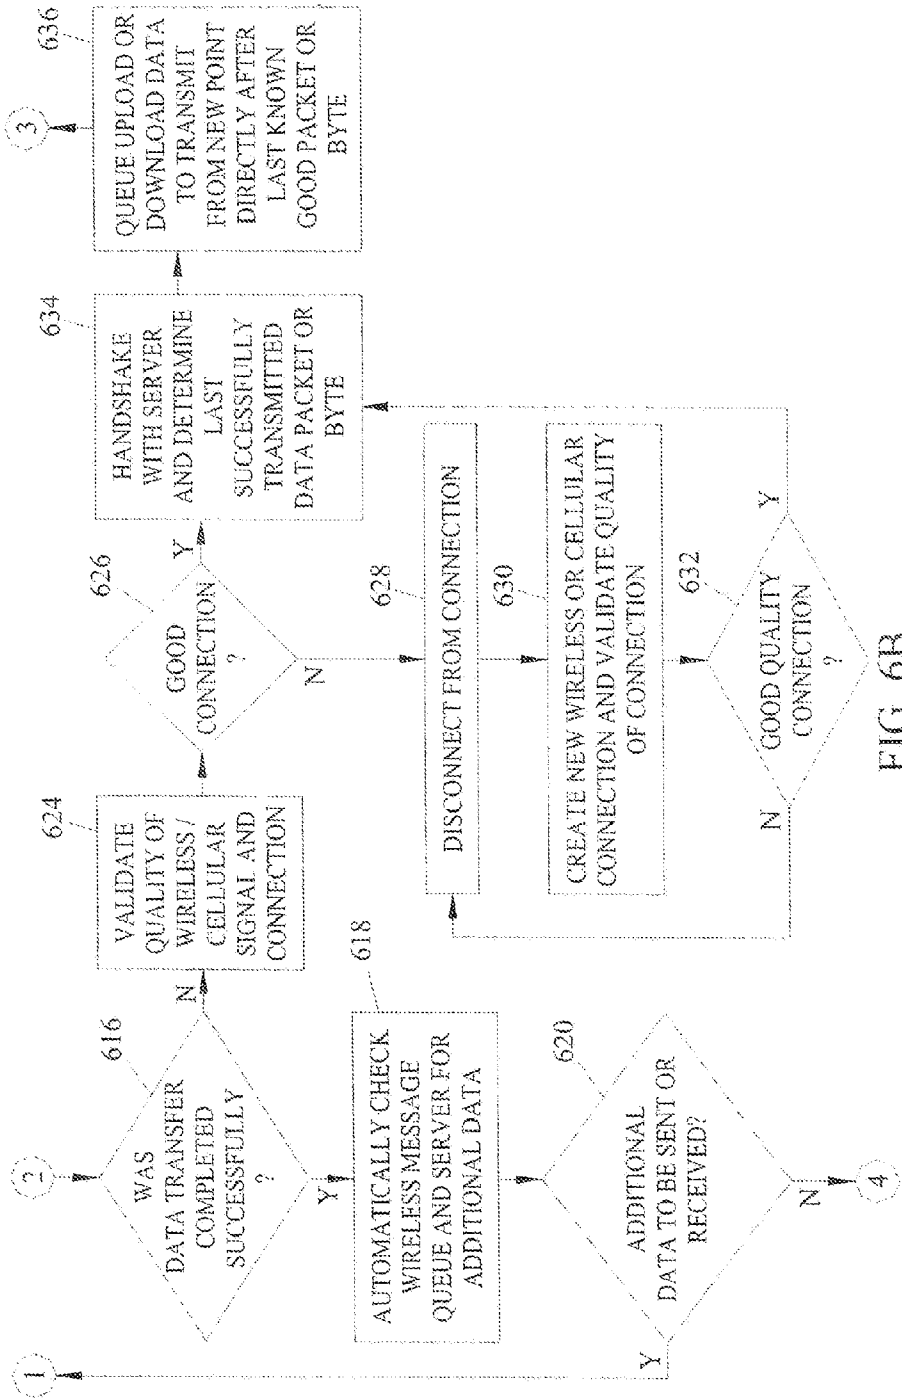 1
2
616
WAS
DATA TRANSFER
COMPLETED
SUCCESSFULLY
?
N
Y
618
AUTOMATICALLY CHECK
WIRELESS MESSAGE
QUEUE AND SERVER FOR
ADDITIONAL DATA
620
ADDITIONAL
DATA TO BE SENT OR
RECEIVED?
Y
N
4
624
VALIDATE
QUALITY OF
WIRELESS /
CELLULAR
SIGNAL AND
CONNECTION
626
GOOD
CONNECTION
?
Y
N
628
DISCONNECT FROM CONNECTION
630
CREATE NEW WIRELESS OR CELLULAR
CONNECTION AND VALIDATE QUALITY
OF CONNECTION
632
GOOD QUALITY
CONNECTION
?
N
Y
634
HANDSHAKE
WITH SERVER
AND DETERMINE
LAST
SUCCESSFULLY
TRANSMITTED
DATA PACKET OR
BYTE
636
QUEUE UPLOAD OR
DOWNLOAD DATA
TO TRANSMIT
FROM NEW POINT
DIRECTLY AFTER
LAST KNOWN
GOOD PACKET OR
BYTE
3
FIG. 6B